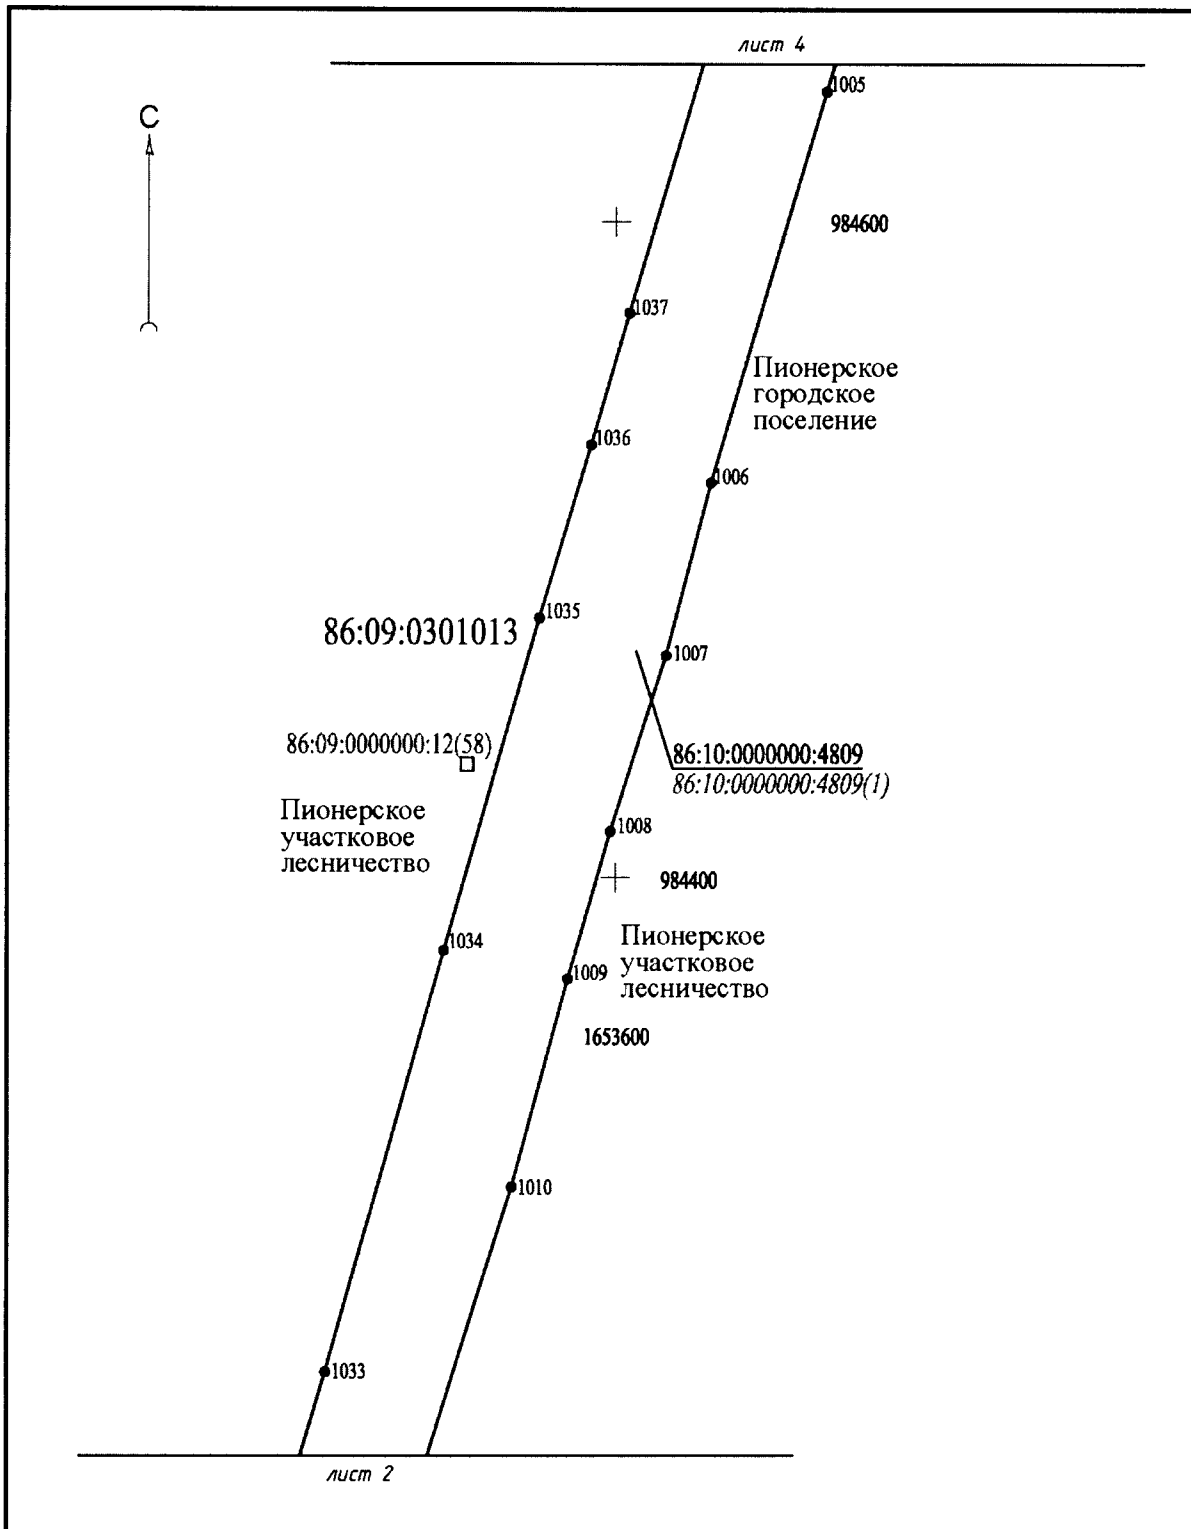 лист 4
1005
С
984600
1037
Пионерское
городское
поселение
1036
1006
1035
86:09:0301013
1007
86:09:0000000:12(58)
86:10:0000000:4809
86:10:0000000:4809(1)
Пионерское
участковое
лесничество
1008
984400
1034
Пионерское
участковое
лесничество
1009
1653600
1010
1033
лист 2